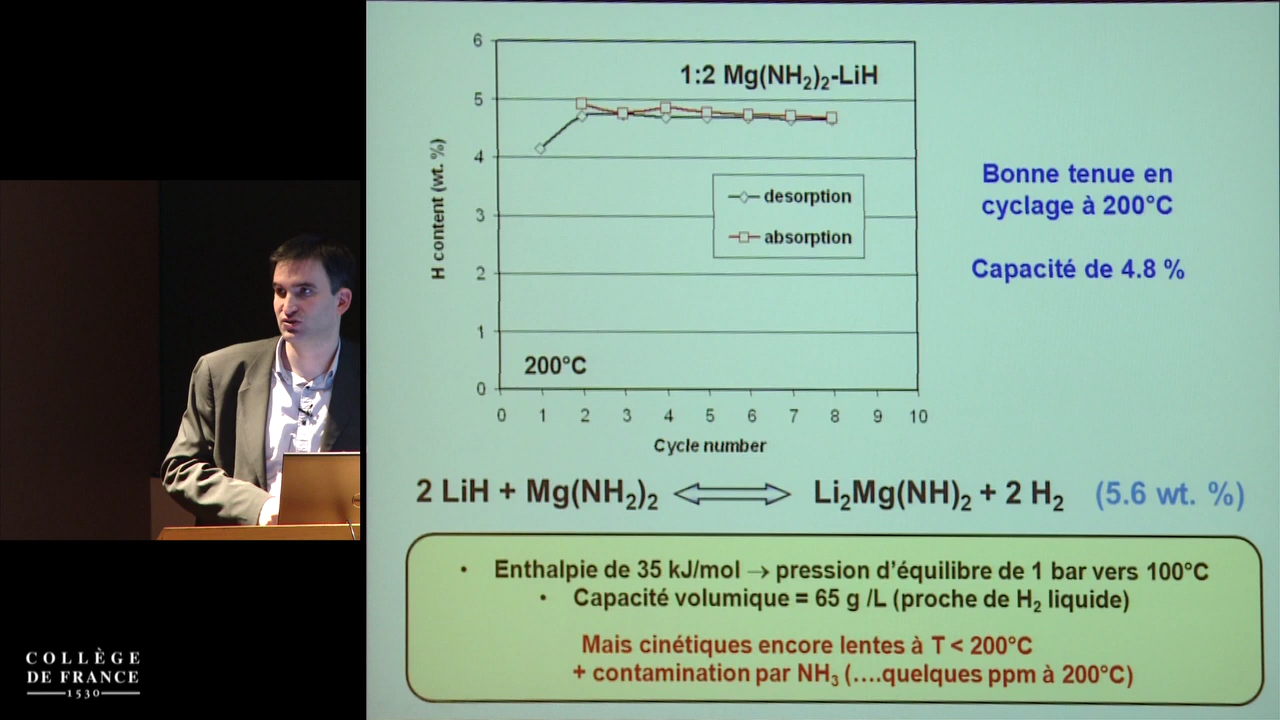 6
1:2 Mg(NH₂)₂-LiH
5
4
3
2
1
0
H content (wt. %)
desorption
absorption
200°C
0 1 2 3 4 5 6 7 8 9 10
Cycle number
Bonne tenue en
cyclage à 200°C
Capacité de 4.8 %
2 LiH + Mg(NH₂)₂ ⟺ Li₂Mg(NH)₂ + 2 H₂ (5.6 wt. %)
• Enthalpie de 35 kJ/mol → pression d'équilibre de 1 bar vers 100°C
• Capacité volumique = 65 g /L (proche de H₂ liquide)
Mais cinétiques encore lentes à T < 200°C
+ contamination par NH₃ (....quelques ppm à 200°C)
COLLÈGE
DE FRANCE
1530